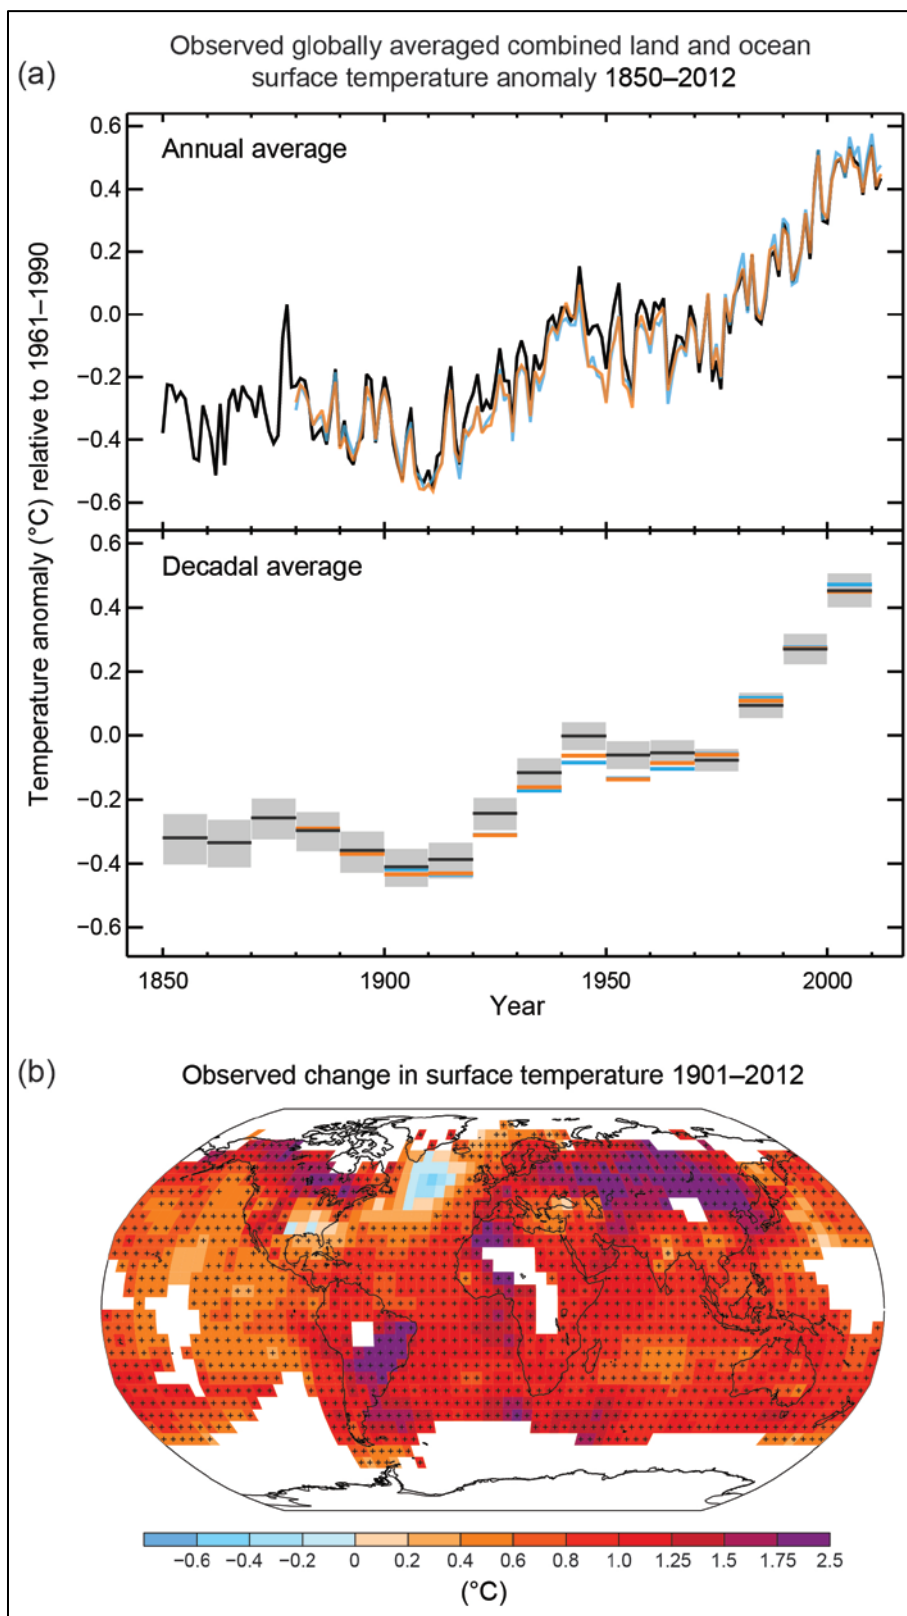 Observed globally averaged combined land and ocean
(a)
surface temperature anomaly 1850–2012
Temperature anomaly (°C) relative to 1961–1990
Annual average
0.6
0.4
0.2
0.0
−0.2
−0.4
−0.6
Decadal average
0.6
0.4
0.2
0.0
−0.2
−0.4
−0.6
1850 1900 1950 2000
Year
(b)
Observed change in surface temperature 1901–2012
−0.6 −0.4 −0.2 0 0.2 0.4 0.6 0.8 1.0 1.25 1.5 1.75 2.5
(°C)